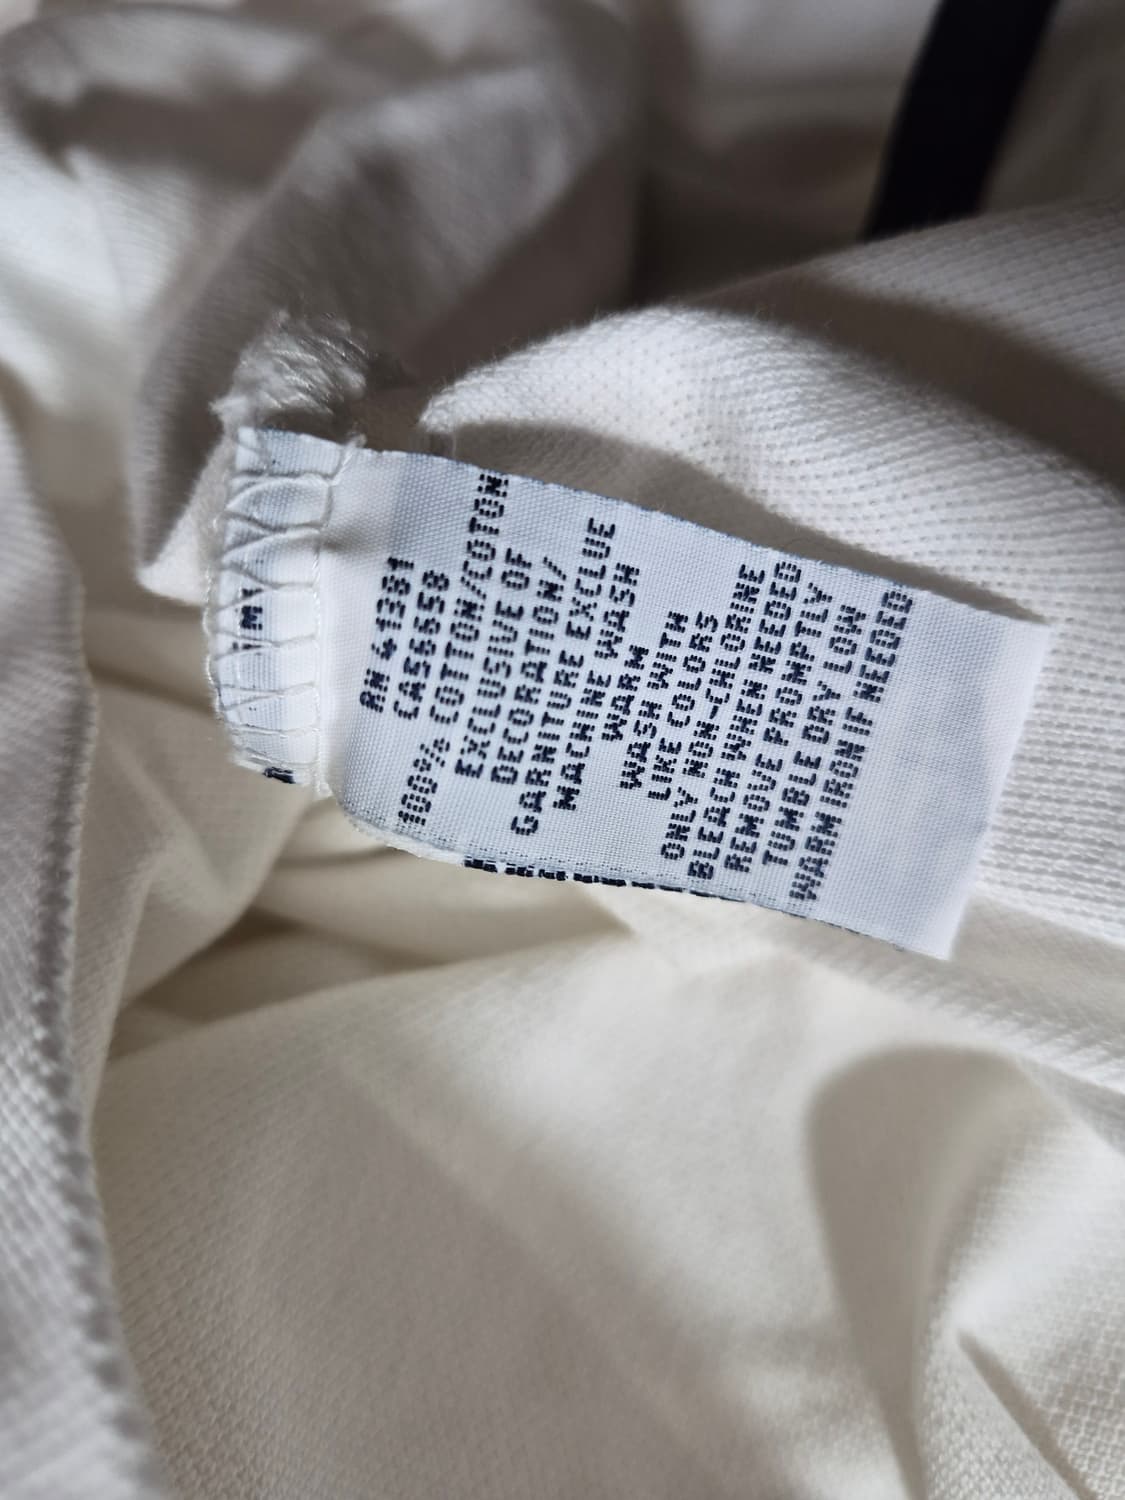 M
RN 41381
CA56558
100% COTTON/COTON
EXCLUSIVE OF
DECORATION/
GARNITURE EXCLUE
MACHINE WASH
WARM
WASH WITH
LIKE COLORS
ONLY NON-CHLORINE
BLEACH WHEN NEEDED
REMOVE PROMPTLY
TUMBLE DRY LOW
WARM IRON IF NEEDED